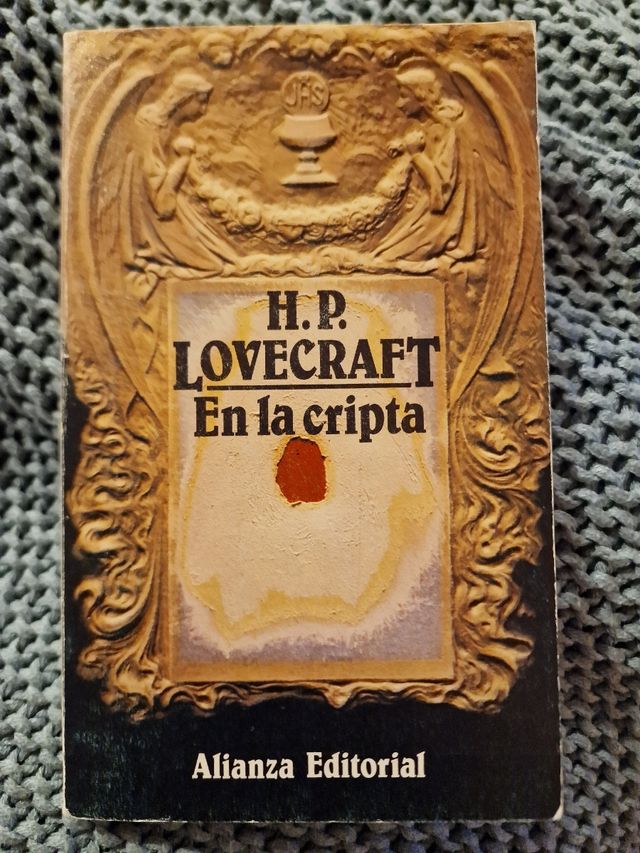 JHS
H. P.
LOVECRAFT
En la cripta
Alianza Editorial